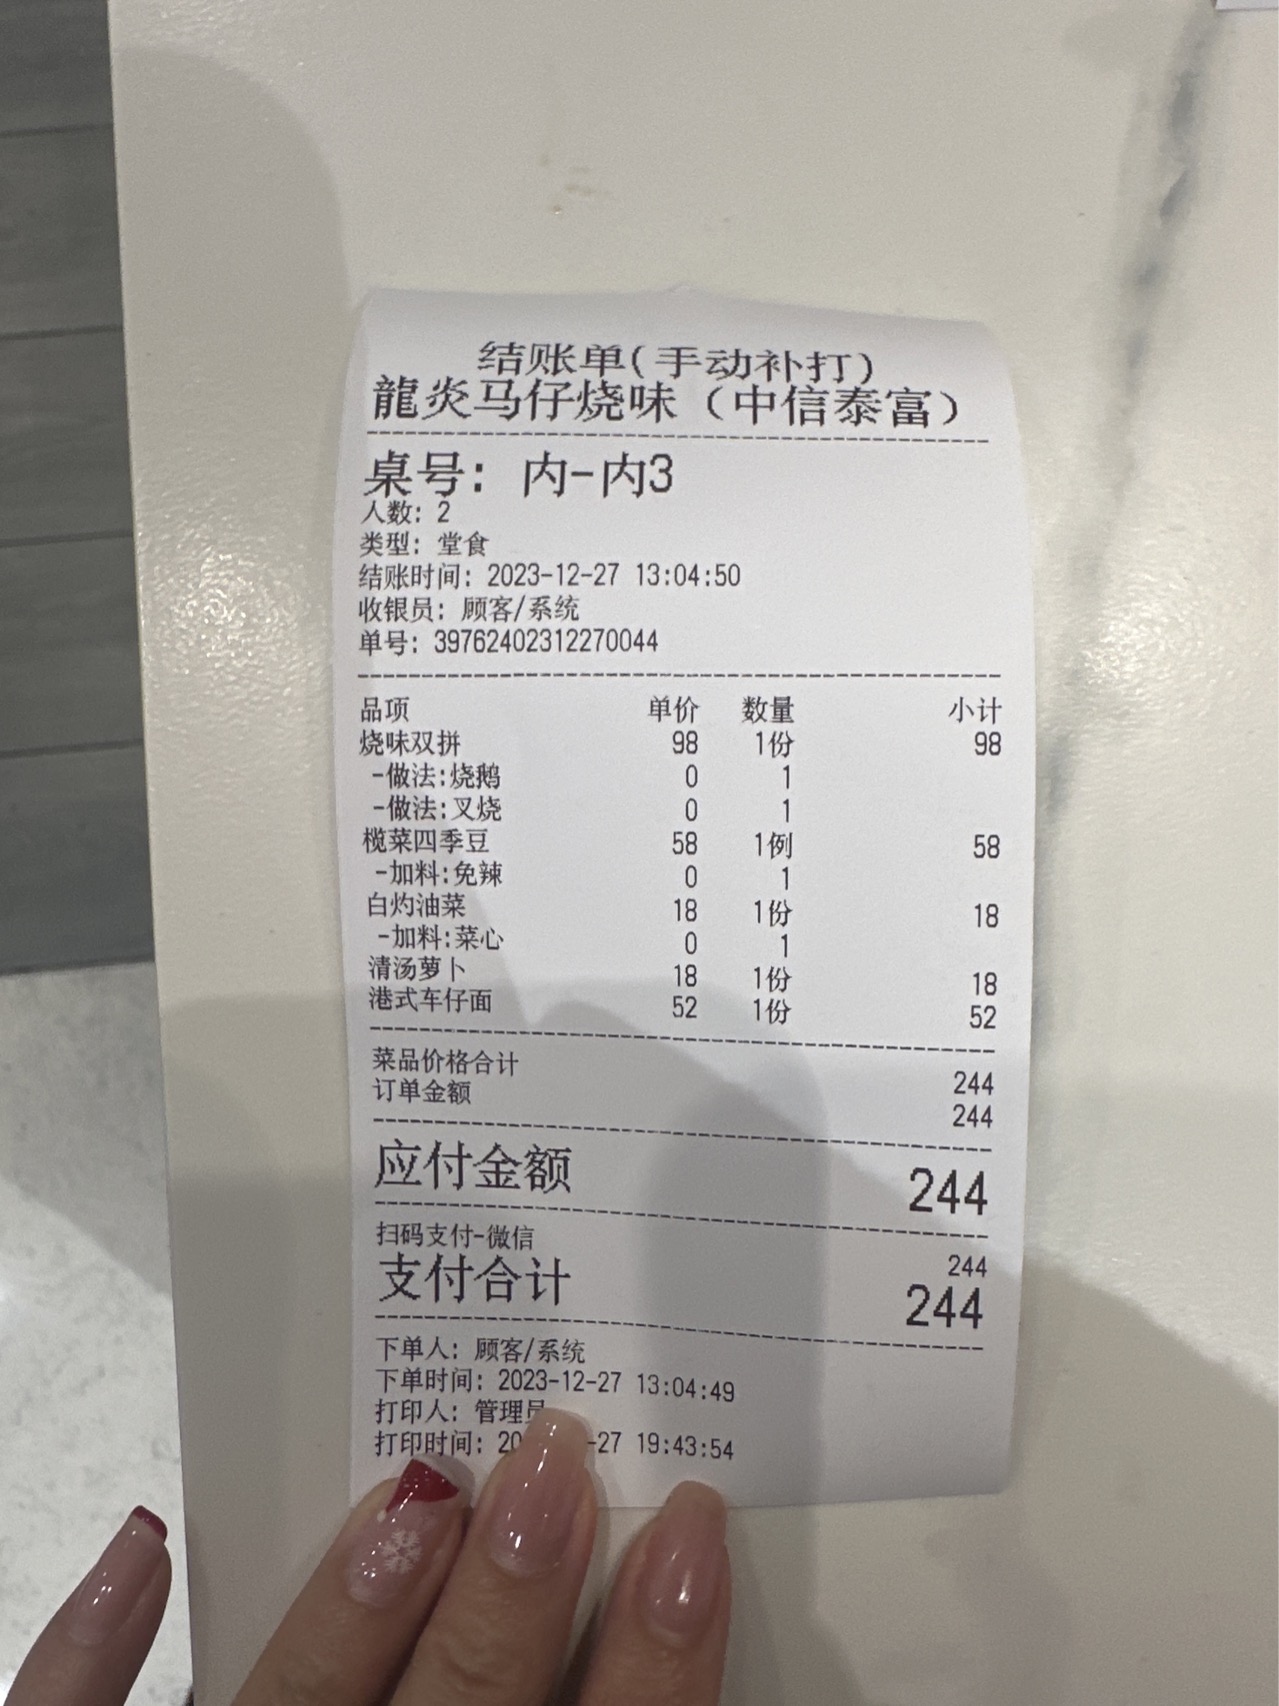 结账单(手动补打)
龍炎马仔烧味（中信泰富）
桌号: 内-内3
人数: 2
类型: 堂食
结账时间: 2023-12-27 13:04:50
收银员: 顾客/系统
单号: 39762402312270044
品项 单价 数量 小计
烧味双拼 98 1份 98
-做法:烧鹅 0 1
-做法:叉烧 0 1
榄菜四季豆 58 1例 58
-加料:免辣 0 1
白灼油菜 18 1份 18
-加料:菜心 0 1
清汤萝卜 18 1份 18
港式车仔面 52 1份 52
菜品价格合计 244
订单金额 244
应付金额 244
扫码支付-微信 244
支付合计 244
下单人: 顾客/系统
下单时间: 2023-12-27 13:04:49
打印人: 管理员
打印时间: 20 -27 19:43:54